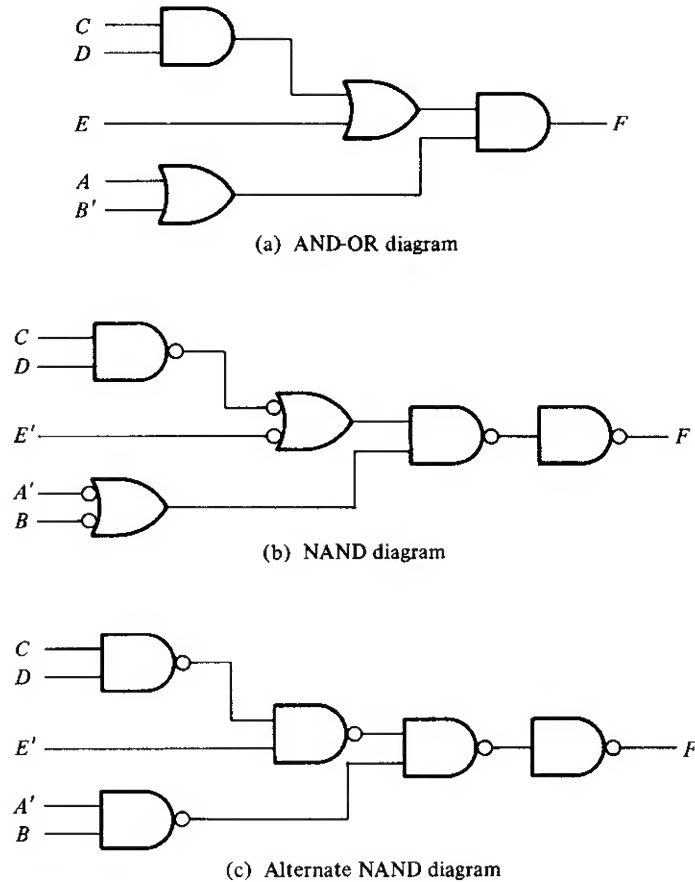 C
D
E
F
A
B'
(a) AND-OR diagram
C
D
E'
F
A'
B
(b) NAND diagram
C
D
E'
F
A'
B
(c) Alternate NAND diagram